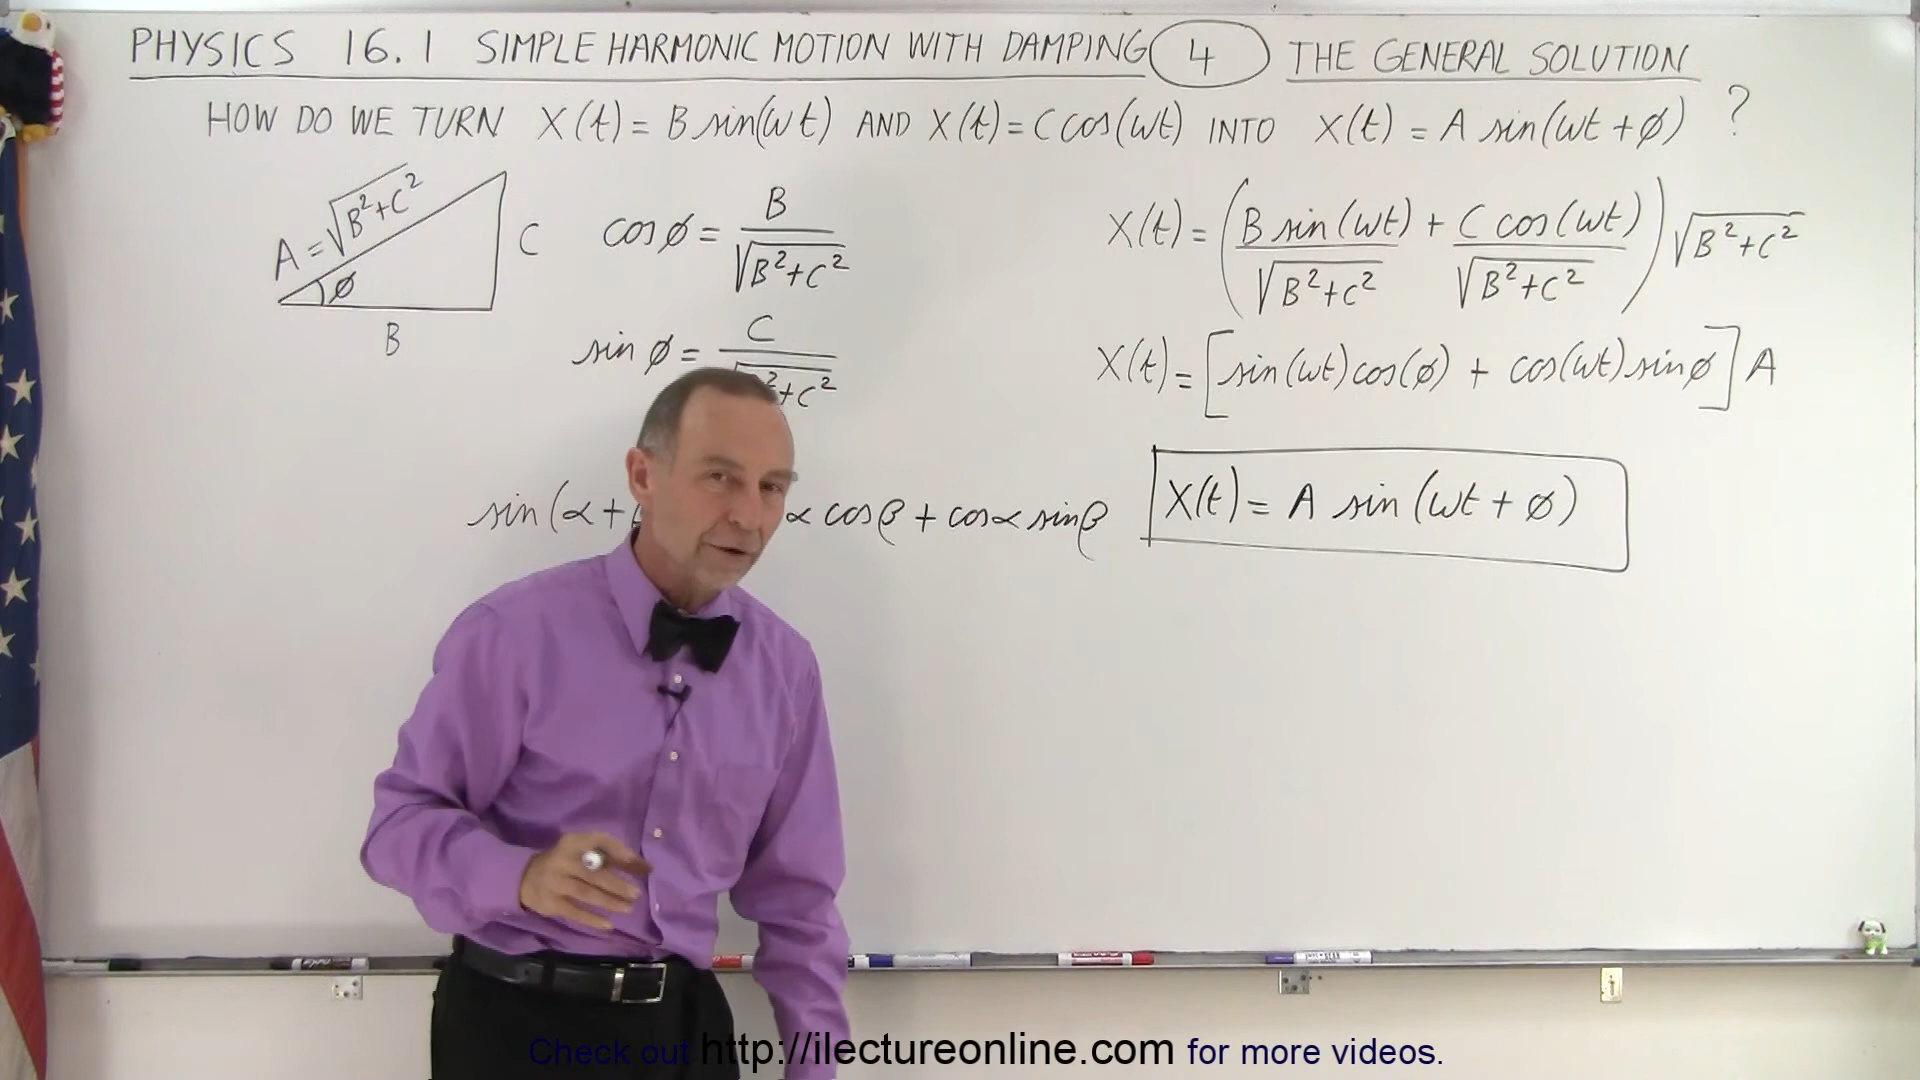 PHYSICS 16.1 SIMPLE HARMONIC MOTION WITH DAMPING 4 THE GENERAL SOLUTION
HOW DO WE TURN X(t) = B sin(ωt) AND X(t) = C cos(ωt) INTO X(t) = A sin(ωt + ø) ?
A = √B²+C²
C
ø
B
cos ø = B / √B²+C²
sin ø = C / ²+C²
X(t) = (B sin(ωt) / √B²+C² + C cos(ωt) / √B²+C²) √B²+C²
X(t) = [sin(ωt) cos(ø) + cos(ωt) sin ø] A
sin(α + α cos β + cos α sin β
X(t) = A sin(ωt + ø)
Check out http://ilectureonline.com for more videos.